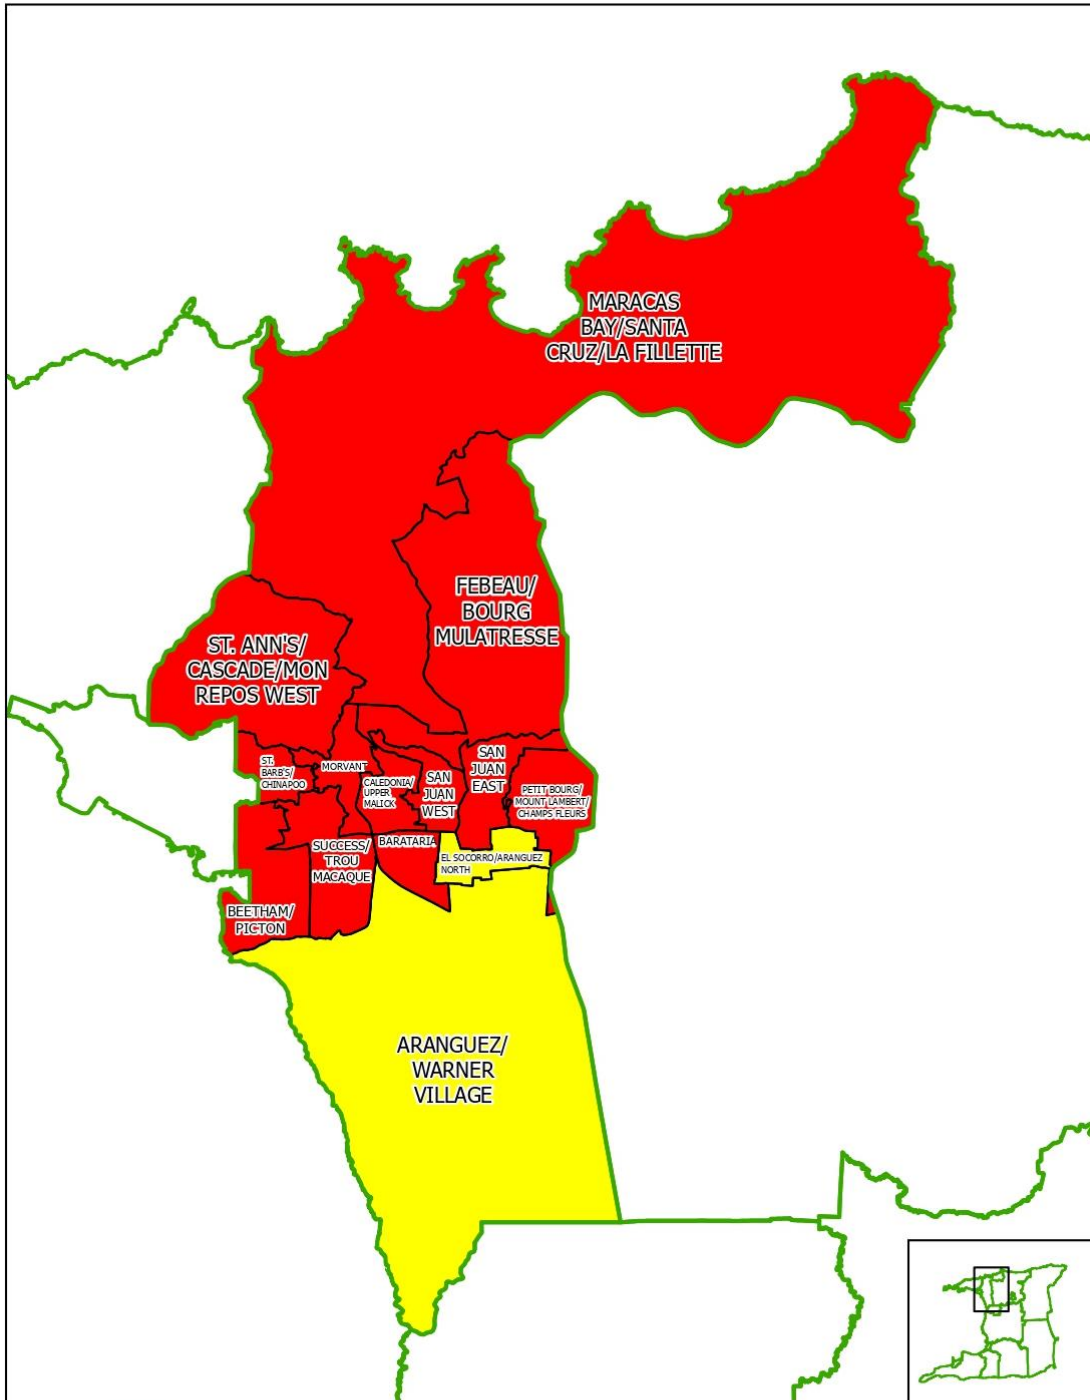 MARACAS
BAY/SANTA
CRUZ/LA FILLETTE
FEBEAU/
BOURG
MULATRESSE
ST. ANN'S/
CASCADE/MON
REPOS WEST
ST.
BARB'S/
CHINAPOO
MORVANT
CALEDONIA/
UPPER
MALICK
SAN
JUAN
WEST
SAN
JUAN
EAST
PETIT BOURG/
MOUNT LAMBERT/
CHAMPS FLEURS
SUCCESS/
TROU
MACAQUE
BARATARIA
EL SOCORRO/ARANGUEZ
NORTH
BEETHAM/
PICTON
ARANGUEZ/
WARNER
VILLAGE